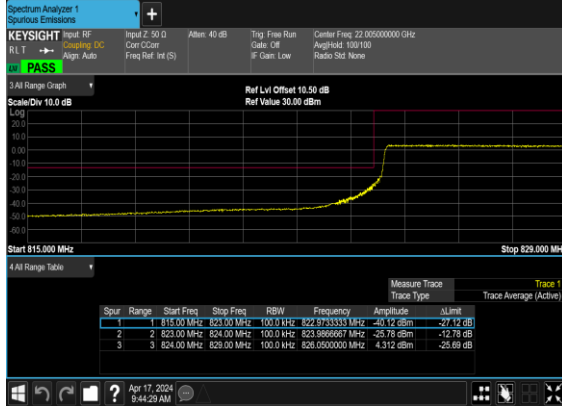 Spectrum Analyzer 1
Spurious Emissions
+
KEYSIGHT Input: RF Input Z: 50 Ω Atten: 40 dB Trig: Free Run Center Freq: 22.005000000 GHz
RLT Coupling: DC Corr CCorr Gate: Off Avg|Hold: 100/100
Align: Auto Freq Ref: Int (S) IF Gain: Low Radio Std: None
PASS
3 All Range Graph
Ref Lvl Offset 10.50 dB
Scale/Div 10.0 dB Ref Value 30.00 dBm
Log
20.0
10.0
0.00
-10.0
-20.0
-30.0
-40.0
-50.0
-60.0
Start 815.000 MHz Stop 829.000 MH
4 All Range Table
Measure Trace Trace 1
Trace Type Trace Average (Active)
Spur Range Start Freq Stop Freq RBW Frequency Amplitude ΔLimit
1 1 815.00 MHz 823.00 MHz 100.0 kHz 822.9733333 MHz -40.12 dBm -27.12 dB
2 2 823.00 MHz 824.00 MHz 100.0 kHz 823.9866667 MHz -25.78 dBm -12.78 dB
3 3 824.00 MHz 829.00 MHz 100.0 kHz 826.0500000 MHz 4.312 dBm -25.69 dB
? Apr 17, 2024
9:44:29 AM